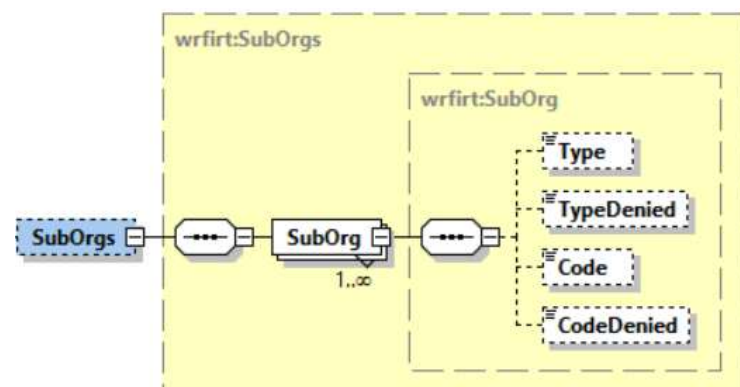 wrfirt:SubOrgs
wrfirt:SubOrg
Type
TypeDenied
SubOrgs
SubOrg
Code
1..∞
CodeDenied